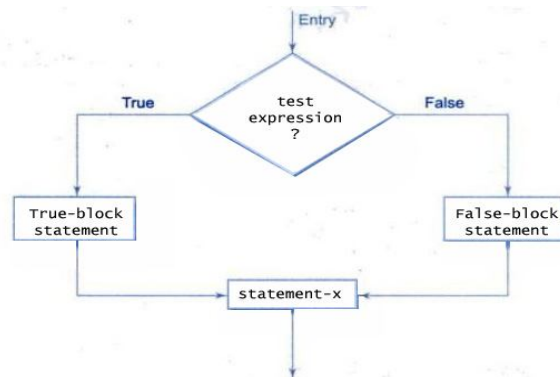 Entry
True
test
expression
?
False
True-block
statement
False-block
statement
statement-x